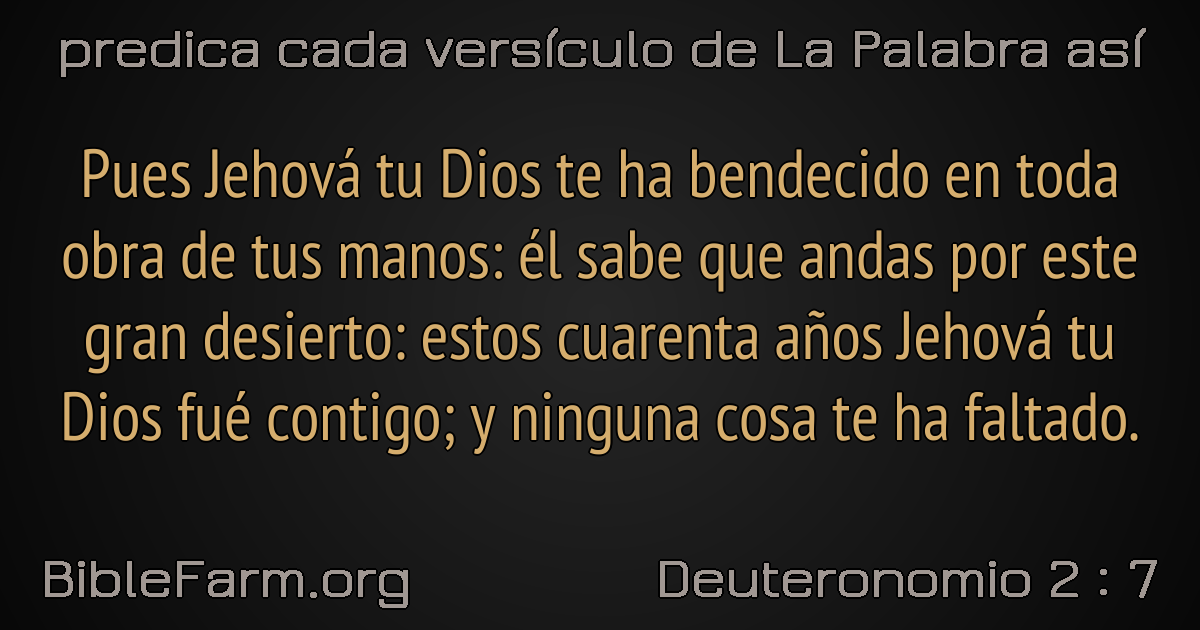 predica cada versículo de La Palabra así
Pues Jehová tu Dios te ha bendecido en toda
obra de tus manos: él sabe que andas por este
gran desierto: estos cuarenta años Jehová tu
Dios fué contigo; y ninguna cosa te ha faltado.
BibleFarm.org
Deuteronomio 2 : 7